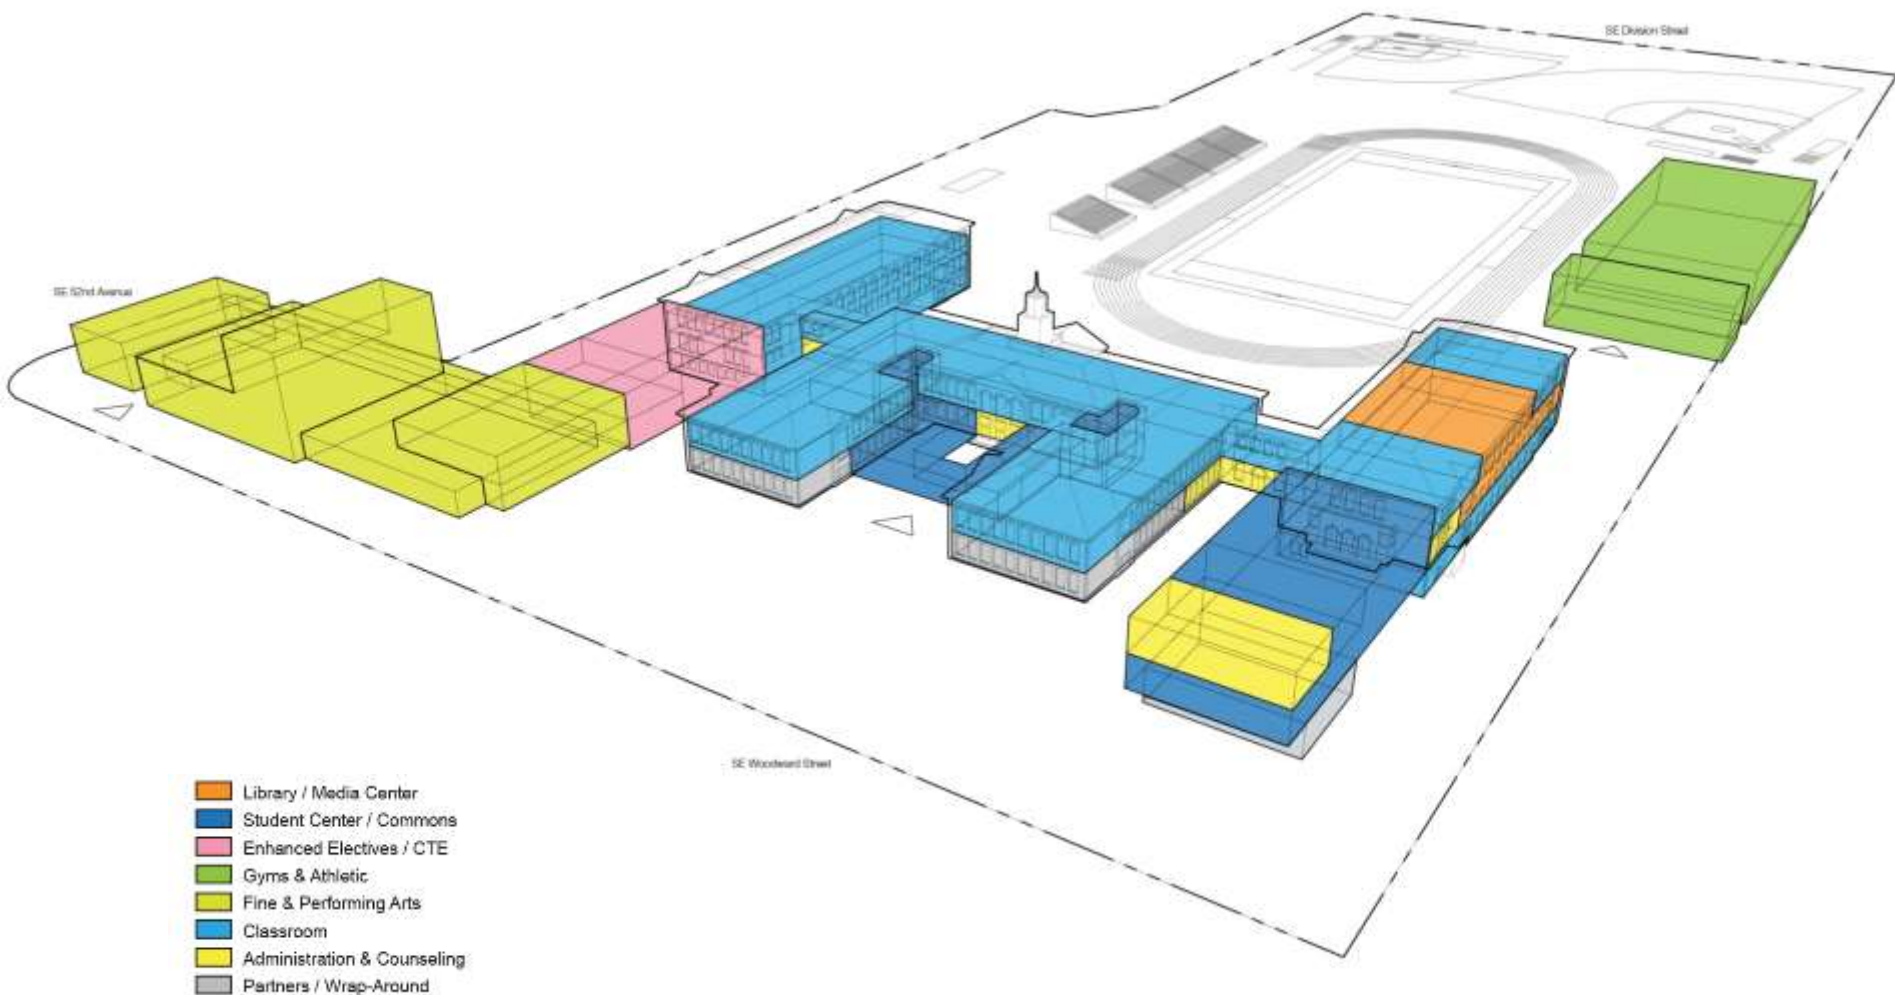 SE Division Street
SE 52nd Avenue
SE Woodward Street
Library / Media Center
Student Center / Commons
Enhanced Electives / CTE
Gyms & Athletic
Fine & Performing Arts
Classroom
Administration & Counseling
Partners / Wrap-Around